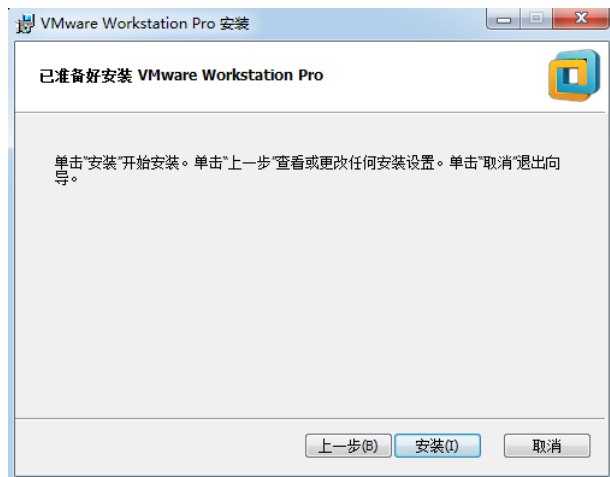 VMware Workstation Pro 安装
已准备好安装 VMware Workstation Pro
单击"安装"开始安装。单击"上一步"查看或更改任何安装设置。单击"取消"退出向
导。
上一步(B) 安装(I) 取消